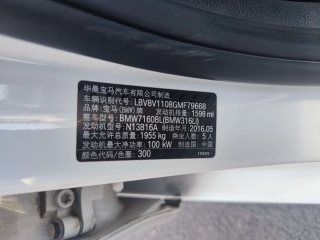 华晨宝马汽车有限公司制造
车辆识别代号: LBV8V1108GMF79668
品牌: 宝马(BMW)牌 发动机排量: 1598 ml
整车型号: BMW7160BL(BMW316Li)
发动机型号: N13B16A 制造年月: 2016.05
最大允许总质量: 1955 kg 乘坐人数: 5 人
发动机最大净功率: 100 kW 制造国: 中国
颜色代码/色号: 300